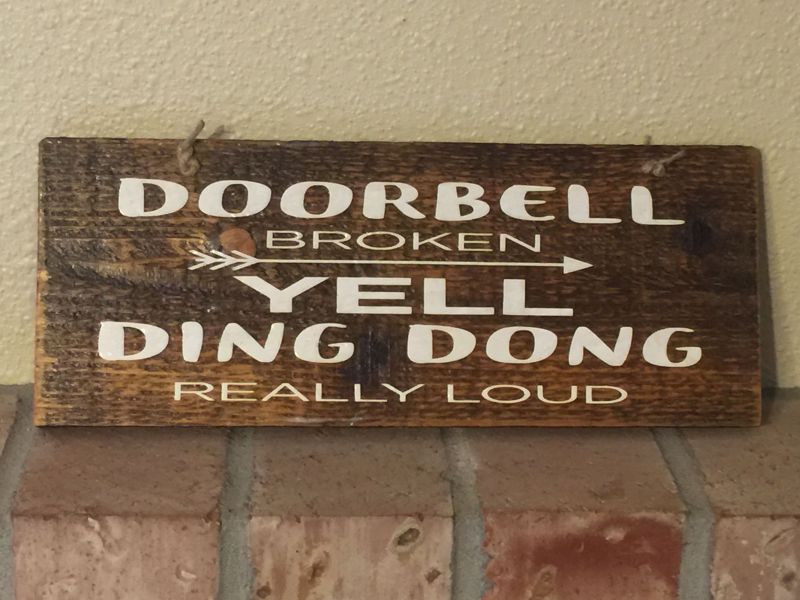 DOORBELL
BROKEN
YELL
DING DONG
REALLY LOUD